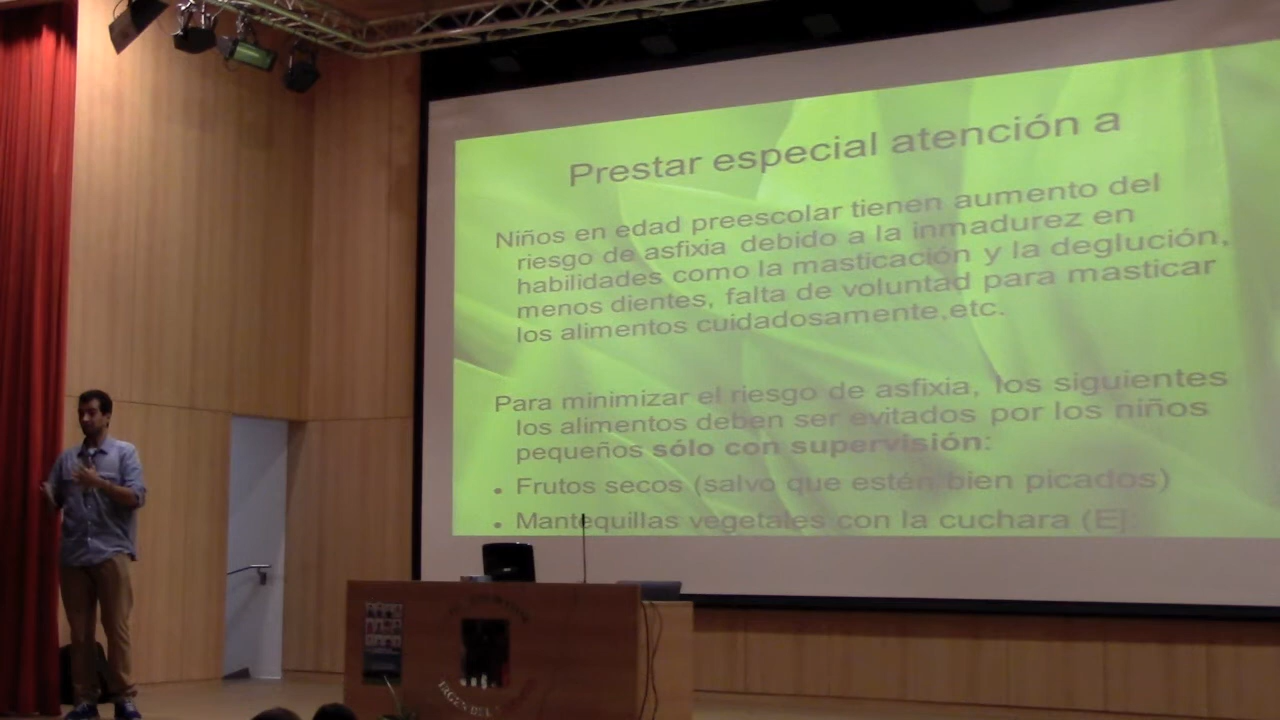 Prestar especial atención a
Niños en edad preescolar tienen aumento del
riesgo de asfixia debido a la inmadurez en
habilidades como la masticación y la deglución,
menos dientes, falta de voluntad para masticar
los alimentos cuidadosamente,etc.
Para minimizar el riesgo de asfixia, los siguientes
los alimentos deben ser evitados por los niños
pequeños sólo con supervisión:
• Frutos secos (salvo que estén bien picados)
• Mantequillas vegetales con la cuchara (Ej: